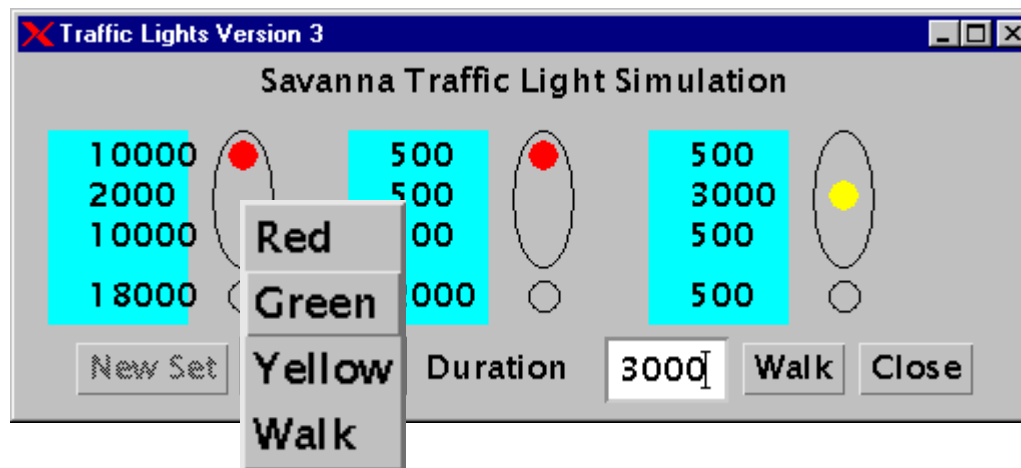 Traffic Lights Version 3
Savanna Traffic Light Simulation
10000 500 500
2000 500 3000
10000 00 500
18000 000 500
Red
Green
Yellow
Walk
New Set Duration 3000 Walk Close